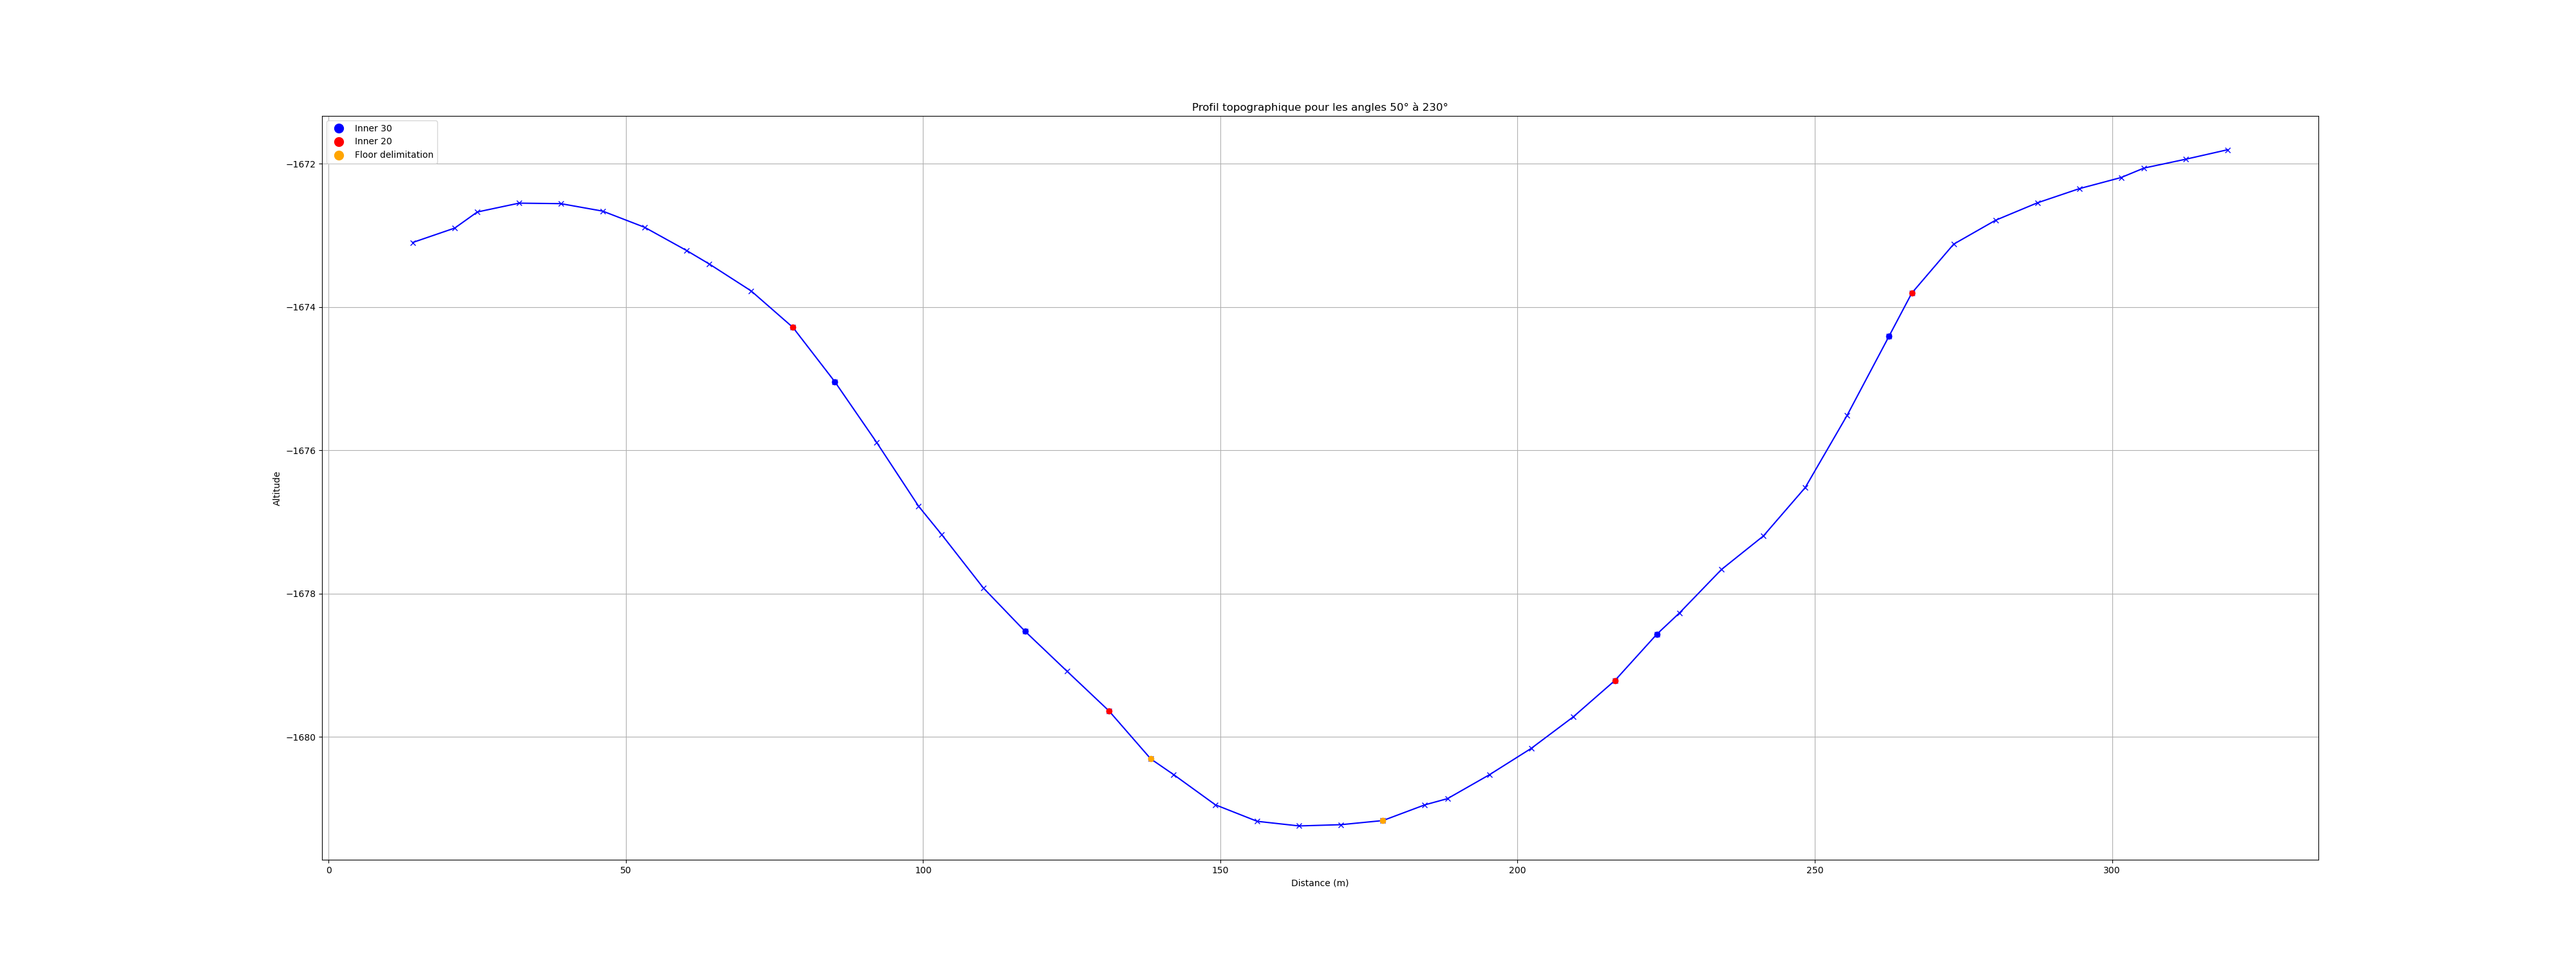 Profil topographique pour les angles 50° à 230°
Inner 30
Inner 20
Floor delimitation
−1672
−1674
−1676
−1678
−1680
Altitude
0 50 100 150 200 250 300
Distance (m)